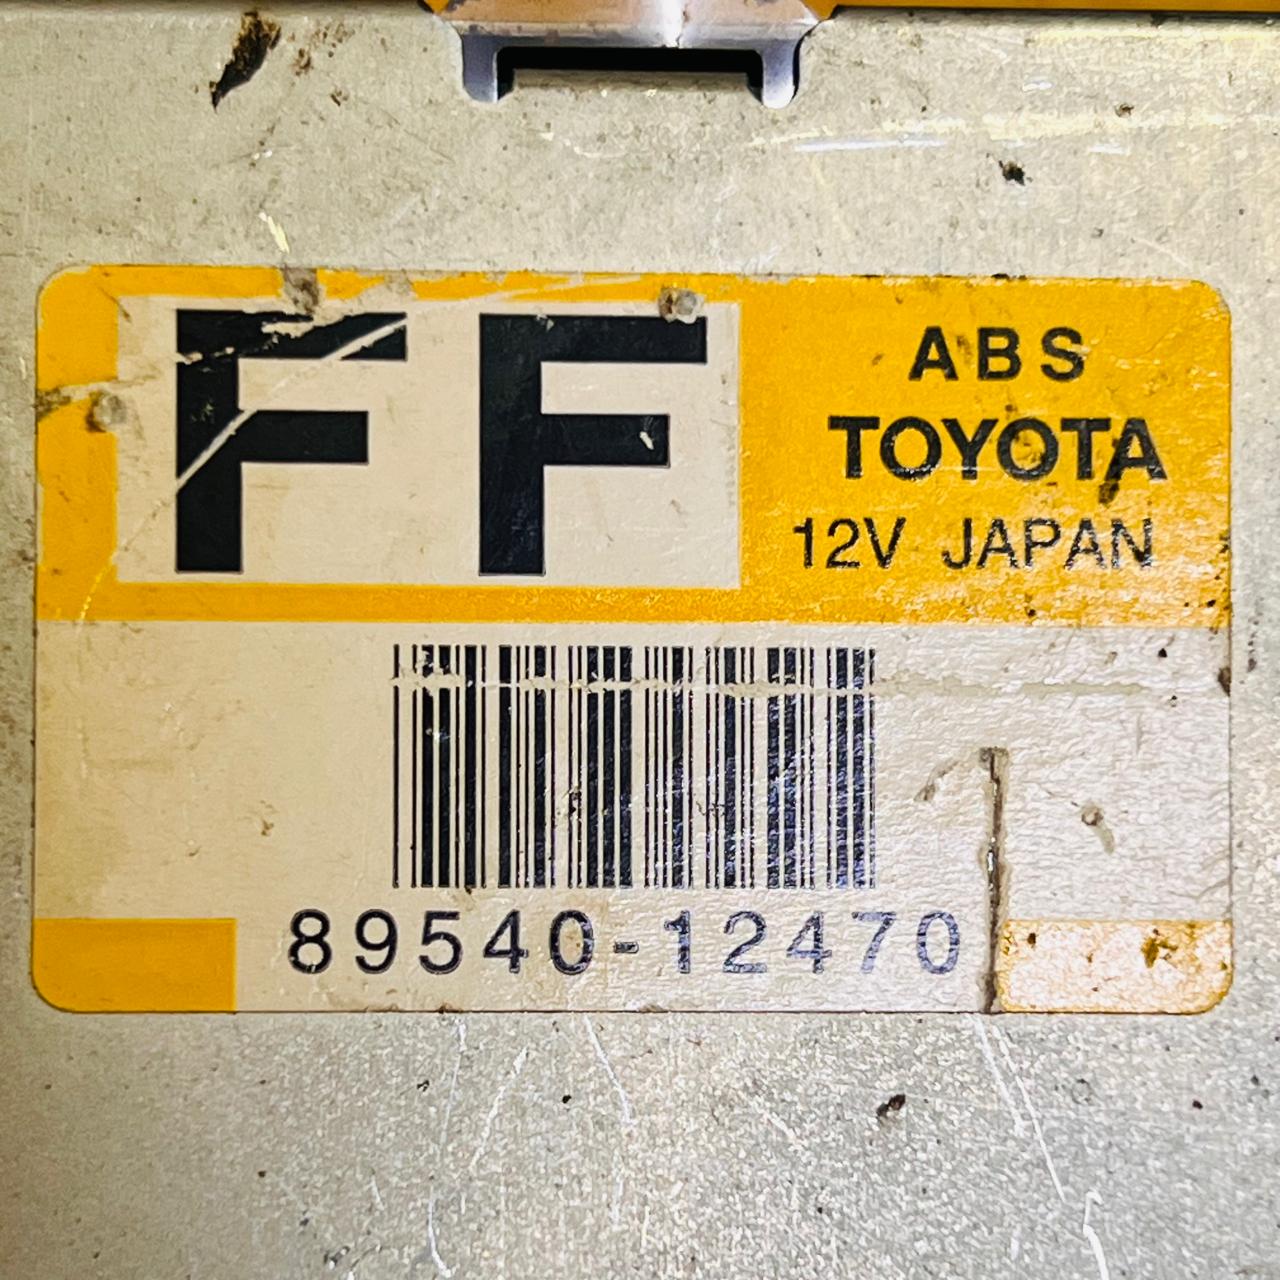 FF
ABS
TOYOTA
12V JAPAN
89540-12470